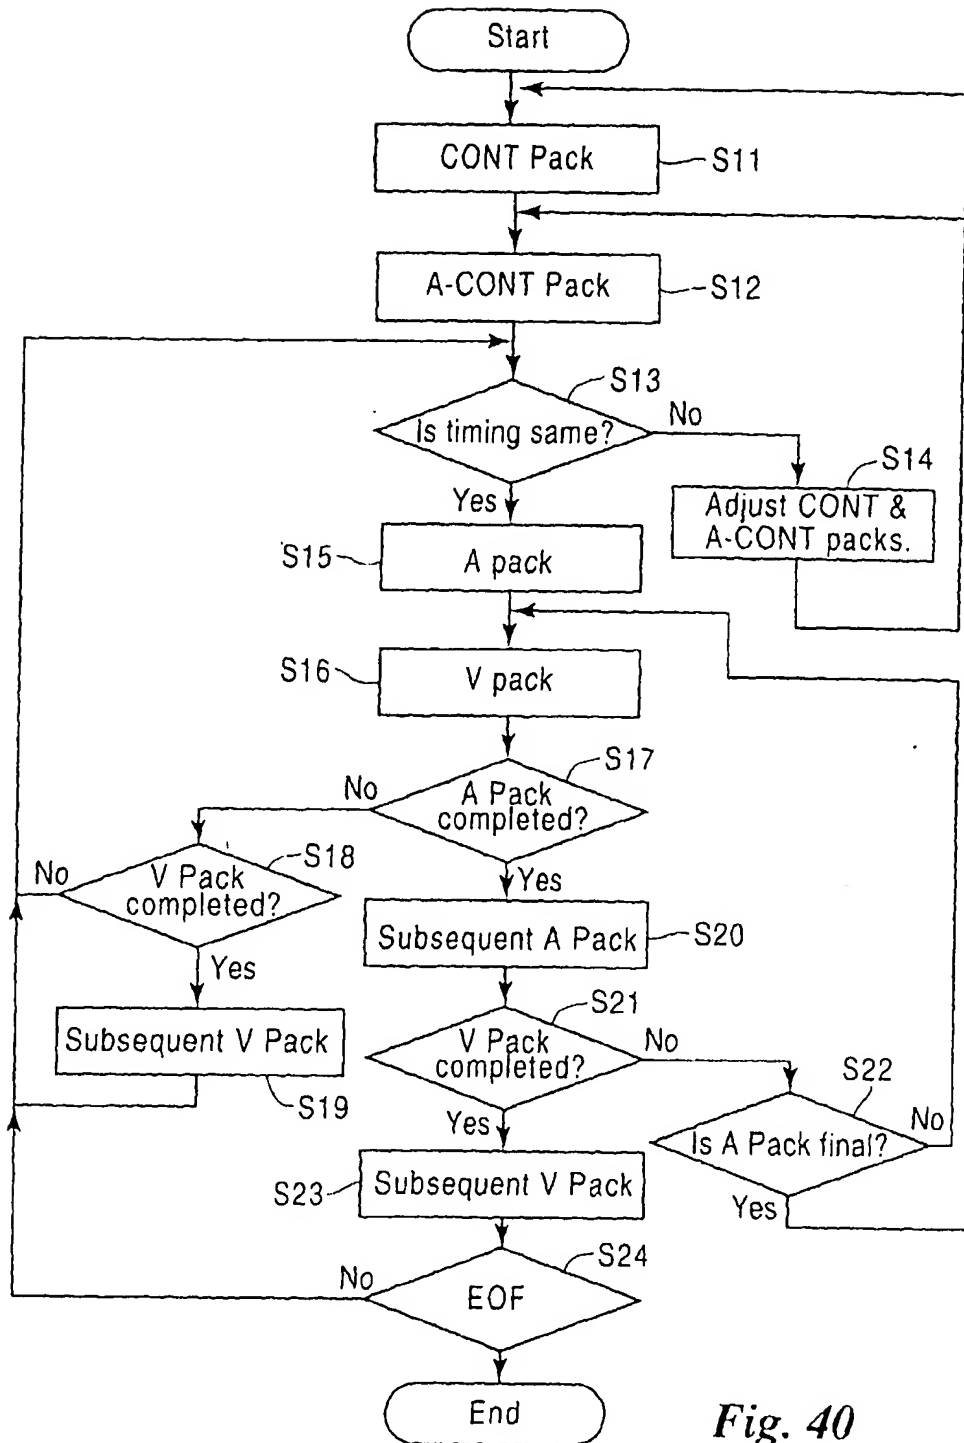 Start
CONT Pack
S11
A-CONT Pack
S12
S13
Is timing same?
No
S14
Adjust CONT &
A-CONT packs.
Yes
S15
A pack
S16
V pack
S17
No
A Pack
completed?
S18
No
V Pack
completed?
Yes
Yes
Subsequent A Pack
S20
Subsequent V Pack
S19
S21
V Pack
completed?
No
S22
Is A Pack final?
No
Yes
Yes
S23
Subsequent V Pack
S24
No
EOF
End
Fig. 40